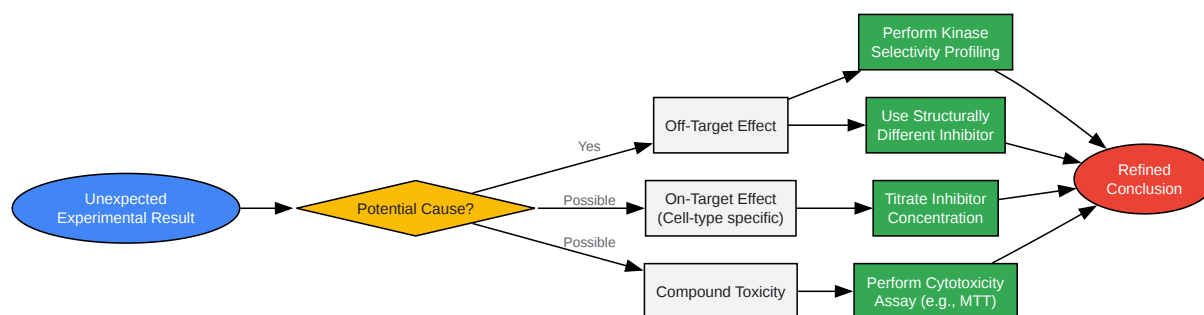 Perform Kinase
Selectivity Profiling
Off-Target Effect
Use Structurally
Different Inhibitor
Yes
Unexpected
Experimental Result
Potential Cause?
Possible
On-Target Effect
(Cell-type specific)
Titrate Inhibitor
Concentration
Refined
Conclusion
Possible
Compound Toxicity
Perform Cytotoxicity
Assay (e.g., MTT)